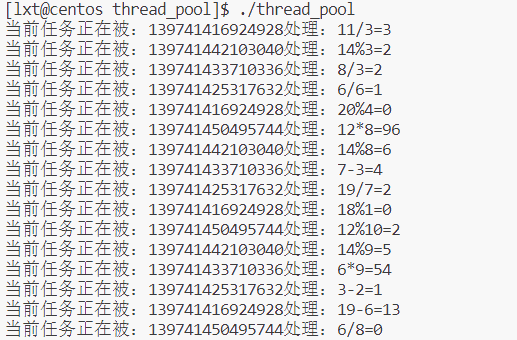 [lxt@centos thread_pool]$ ./thread_pool
当前任务正在被: 139741416924928处理: 11/3=3
当前任务正在被: 139741442103040处理: 14%3=2
当前任务正在被: 139741433710336处理: 8/3=2
当前任务正在被: 139741425317632处理: 6/6=1
当前任务正在被: 139741416924928处理: 20%4=0
当前任务正在被: 139741450495744处理: 12*8=96
当前任务正在被: 139741442103040处理: 14%8=6
当前任务正在被: 139741433710336处理: 7-3=4
当前任务正在被: 139741425317632处理: 19/7=2
当前任务正在被: 139741416924928处理: 18%1=0
当前任务正在被: 139741450495744处理: 12%10=2
当前任务正在被: 139741442103040处理: 14%9=5
当前任务正在被: 139741433710336处理: 6*9=54
当前任务正在被: 139741425317632处理: 3-2=1
当前任务正在被: 139741416924928处理: 19-6=13
当前任务正在被: 139741450495744处理: 6/8=0